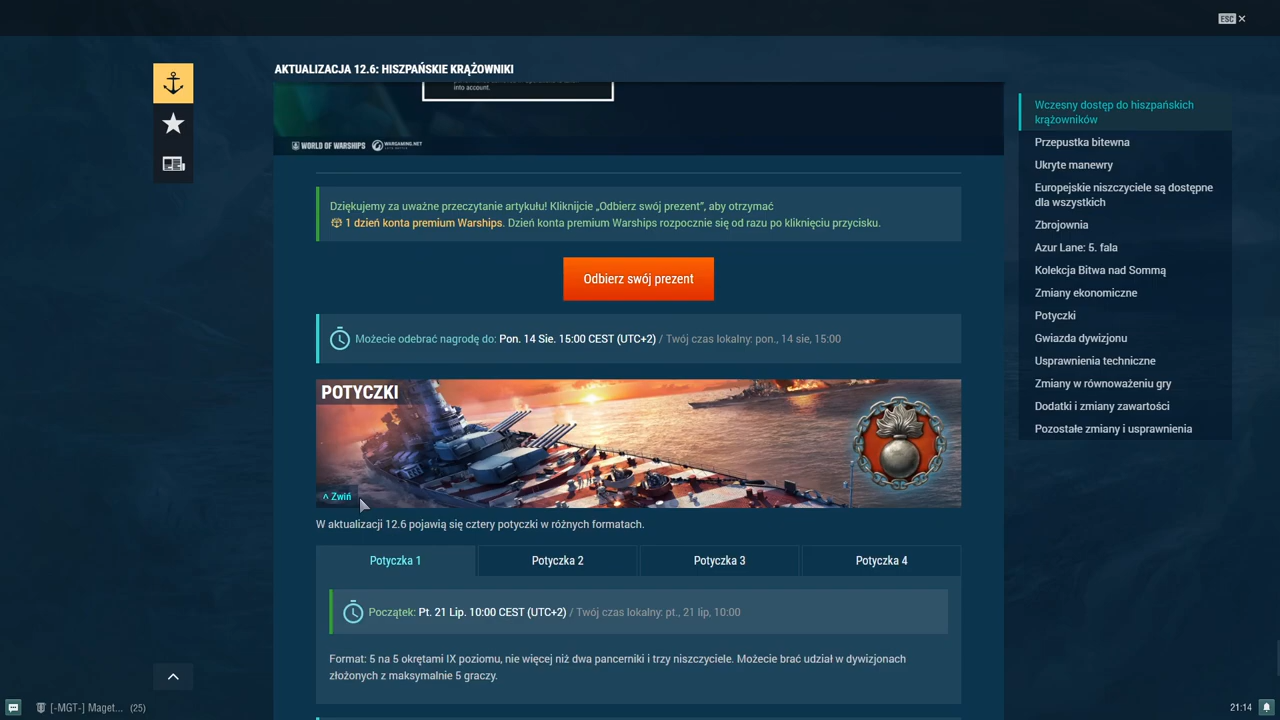 ESC ×
AKTUALIZACJA 12.6: HISZPAŃSKIE KRĄŻOWNIKI
into account.
WORLD OF WARSHIPS WARGAMING.NET
Wczesny dostęp do hiszpańskich
krążowników
Przepustka bitewna
Ukryte manewry
Europejskie niszczyciele są dostępne
dla wszystkich
Zbrojownia
Azur Lane: 5. fala
Kolekcja Bitwa nad Sommą
Zmiany ekonomiczne
Potyczki
Gwiazda dywizjonu
Usprawnienia techniczne
Zmiany w równoważeniu gry
Dodatki i zmiany zawartości
Pozostałe zmiany i usprawnienia
Dziękujemy za uważne przeczytanie artykułu! Kliknijcie „Odbierz swój prezent”, aby otrzymać
1 dzień konta premium Warships. Dzień konta premium Warships rozpocznie się od razu po kliknięciu przycisku.
Odbierz swój prezent
Możecie odebrać nagrodę do: Pon. 14 Sie. 15:00 CEST (UTC+2) / Twój czas lokalny: pon., 14 sie, 15:00
POTYCZKI
^ Zwiń
W aktualizacji 12.6 pojawią się cztery potyczki w różnych formatach.
Potyczka 1 Potyczka 2 Potyczka 3 Potyczka 4
Początek: Pt. 21 Lip. 10:00 CEST (UTC+2) / Twój czas lokalny: pt., 21 lip, 10:00
Format: 5 na 5 okrętami IX poziomu, nie więcej niż dwa pancerniki i trzy niszczyciele. Możecie brać udział w dywizjonach
złożonych z maksymalnie 5 graczy.
[-MGT-] Maget... (25)
21:14